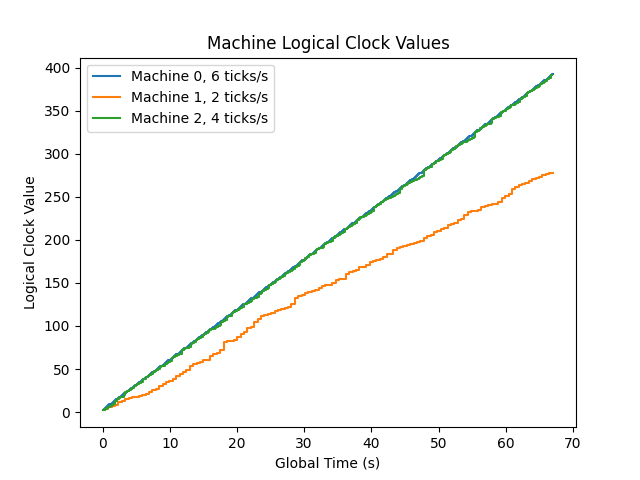 Machine Logical Clock Values
Machine 0, 6 ticks/s
Machine 1, 2 ticks/s
Machine 2, 4 ticks/s
Logical Clock Value
400
350
300
250
200
150
100
50
0
0 10 20 30 40 50 60 70
Global Time (s)